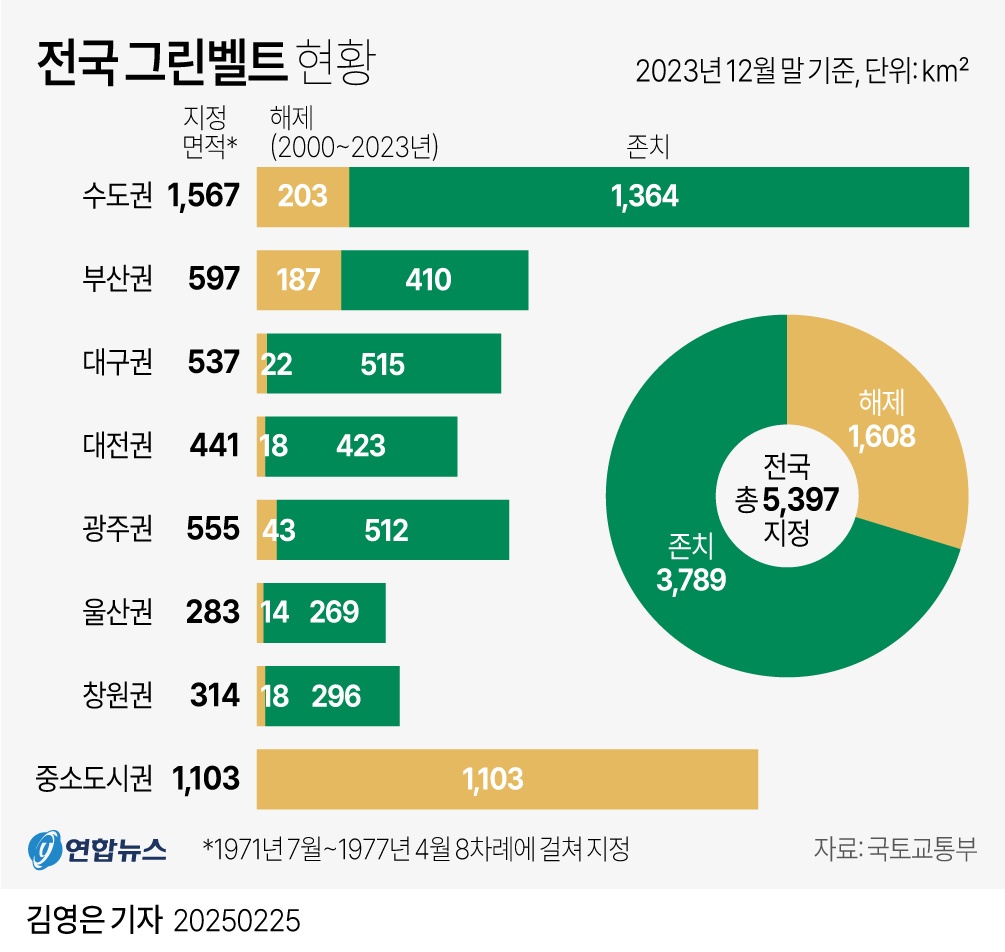 전국 그린벨트 현황
2023년 12월 말 기준, 단위: km²
지정
면적*
해제
(2000~2023년)
존치
수도권 1,567 203 1,364
부산권 597 187 410
대구권 537 22 515
대전권 441 18 423
광주권 555 43 512
울산권 283 14 269
창원권 314 18 296
중소도시권 1,103 1,103
해제
1,608
전국
총 5,397
지정
존치
3,789
연합뉴스 *1971년 7월~1977년 4월 8차례에 걸쳐 지정 자료: 국토교통부
김영은 기자 20250225